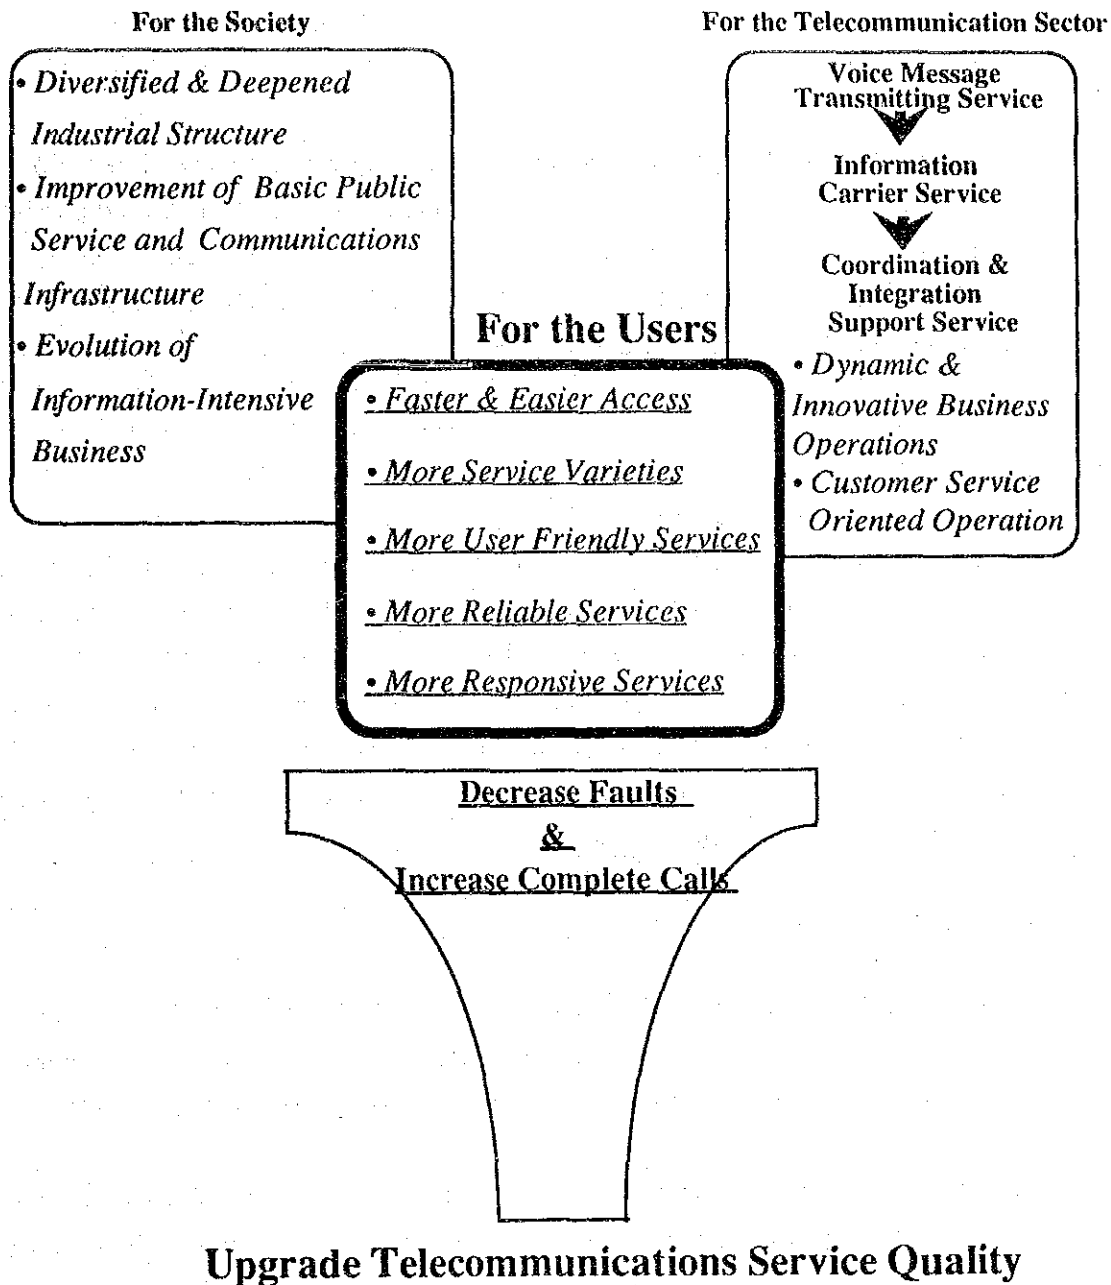 For the Society
• Diversified & Deepened
Industrial Structure
• Improvement of Basic Public
Service and Communications
Infrastructure
• Evolution of
Information-Intensive
Business
For the Telecommunication Sector
Voice Message
Transmitting Service
Information
Carrier Service
Coordination &
Integration
Support Service
• Dynamic &
Innovative Business
Operations
• Customer Service
Oriented Operation
For the Users
• Faster & Easier Access
• More Service Varieties
• More User Friendly Services
• More Reliable Services
• More Responsive Services
Decrease Faults
&
Increase Complete Calls
Upgrade Telecommunications Service Quality